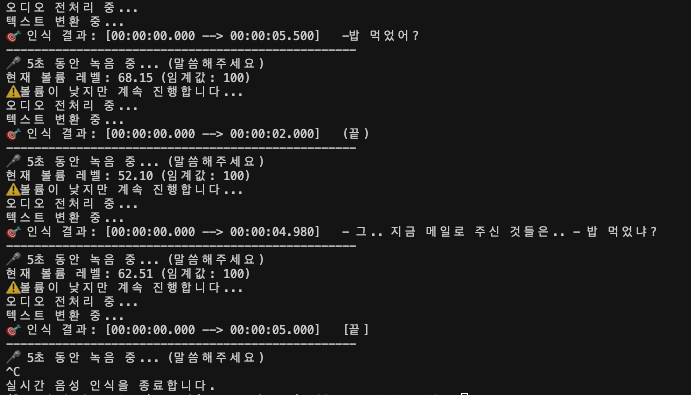 오디오 전처리 중...
텍스트 변환 중...
🎯 인식 결과: [00:00:00.000 --> 00:00:05.500]   -밥 먹었어?
--------------------------------------------------
🎤 5초 동안 녹음 중... (말씀해주세요)
현재 볼륨 레벨: 68.15 (임계값: 100)
⚠️볼륨이 낮지만 계속 진행합니다...
오디오 전처리 중...
텍스트 변환 중...
🎯 인식 결과: [00:00:00.000 --> 00:00:02.000]   (끝)
--------------------------------------------------
🎤 5초 동안 녹음 중... (말씀해주세요)
현재 볼륨 레벨: 52.10 (임계값: 100)
⚠️볼륨이 낮지만 계속 진행합니다...
오디오 전처리 중...
텍스트 변환 중...
🎯 인식 결과: [00:00:00.000 --> 00:00:04.980]   - 그.. 지금 메일로 주신 것들은.. - 밥 먹었냐?
--------------------------------------------------
🎤 5초 동안 녹음 중... (말씀해주세요)
현재 볼륨 레벨: 62.51 (임계값: 100)
⚠️볼륨이 낮지만 계속 진행합니다...
오디오 전처리 중...
텍스트 변환 중...
🎯 인식 결과: [00:00:00.000 --> 00:00:05.000]   [끝]
--------------------------------------------------
🎤 5초 동안 녹음 중... (말씀해주세요)
^C
실시간 음성 인식을 종료합니다.